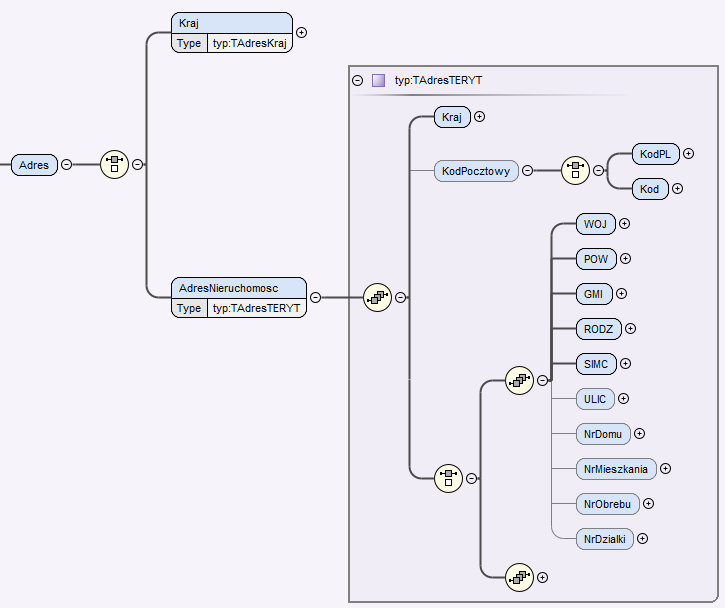 Kraj
Type typ:TAdresKraj
typ:TAdresTERYT
Kraj
Adres
KodPocztowy
KodPL
Kod
WOJ
POW
GMI
AdresNieruchomosc
Type typ:TAdresTERYT
RODZ
SIMC
ULIC
NrDomu
NrMieszkania
NrObrebu
NrDzialki